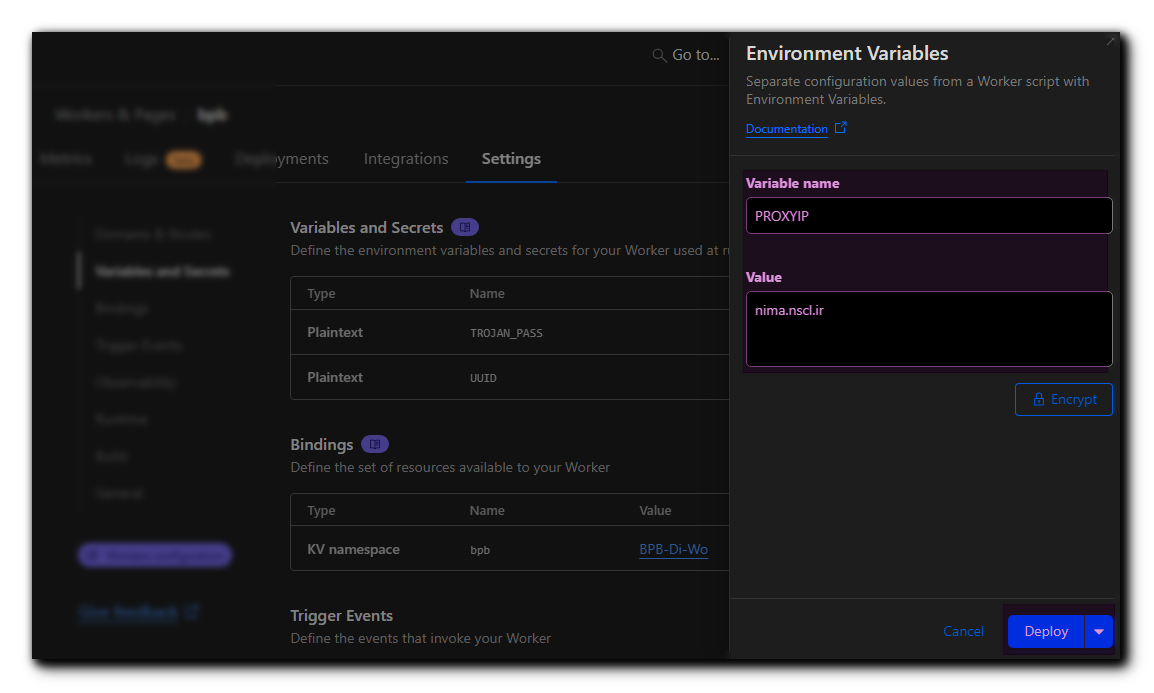 Go to...
Workers & Pages
bpb
Metrics
Logs
Deployments
Integrations
Settings
Domains & Routes
Variables and Secrets
Bindings
Trigger Events
Observability
Runtime
Build
General
Give feedback
Variables and Secrets
Define the environment variables and secrets for your Worker used at ru
Type Name
Plaintext TROJAN_PASS
Plaintext UUID
Bindings
Define the set of resources available to your Worker
Type Name Value
KV namespace bpb BPB-Di-Wo
Trigger Events
Define the events that invoke your Worker
Environment Variables
Separate configuration values from a Worker script with
Environment Variables.
Documentation
Variable name
PROXYIP
Value
nima.nscl.ir
Encrypt
Cancel
Deploy